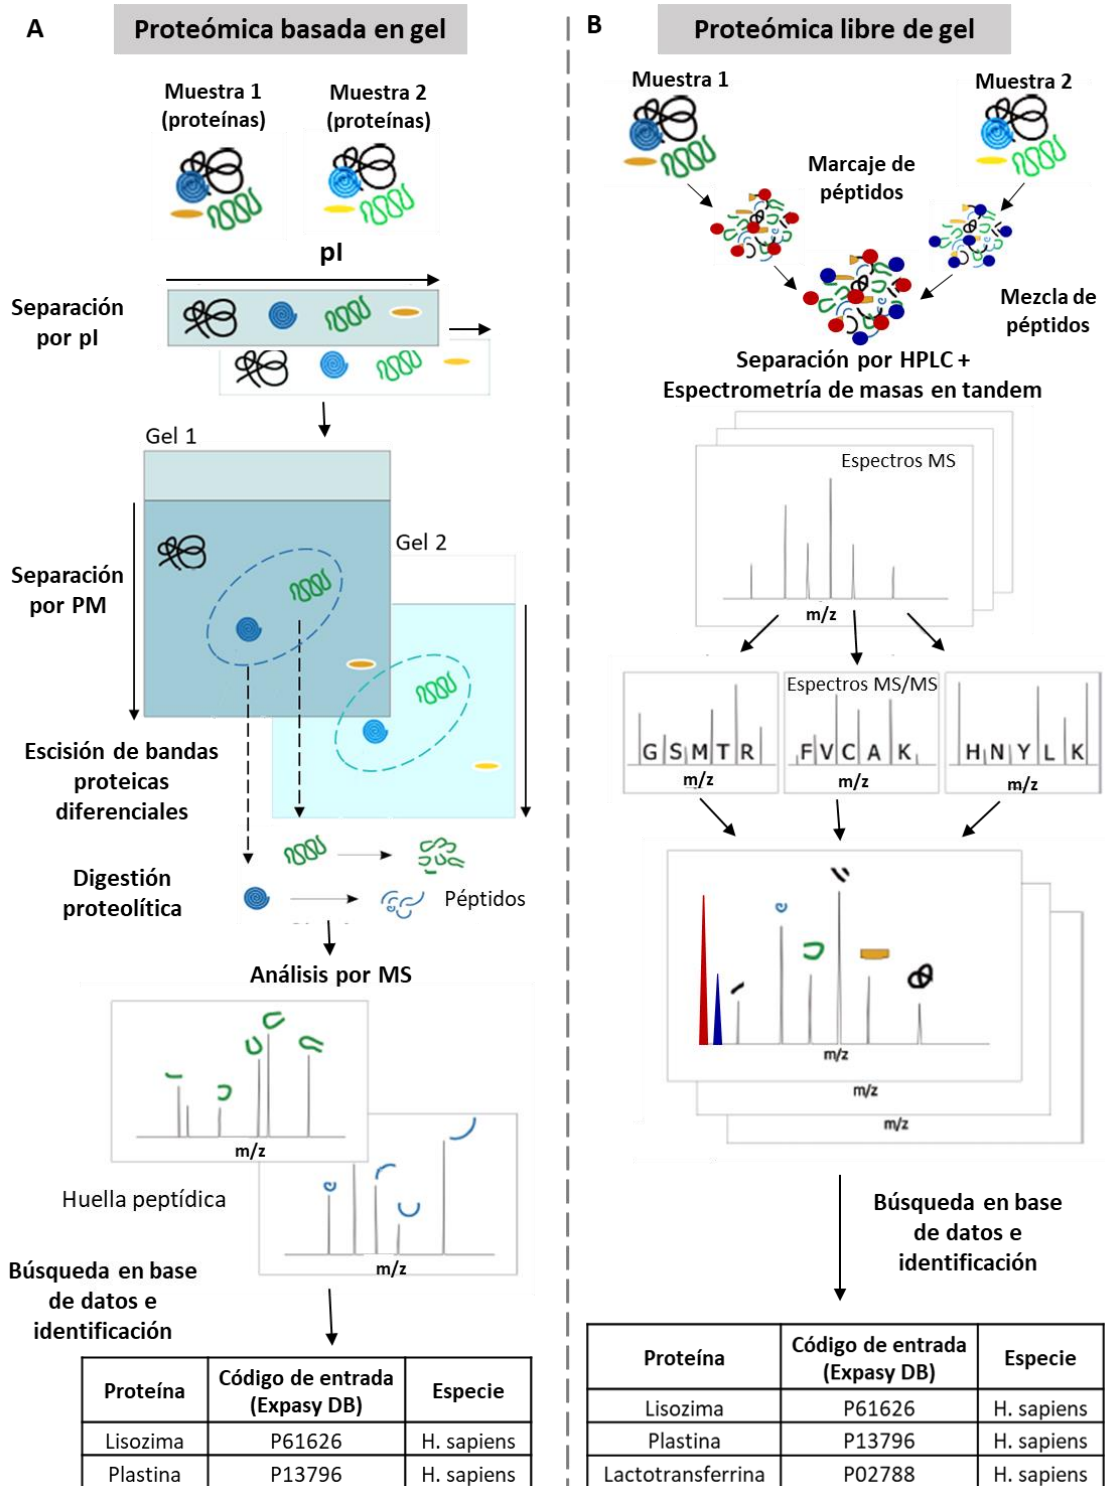 A
Proteómica basada en gel
Muestra 1
(proteínas)
Muestra 2
(proteínas)
pI
Separación
por pI
Gel 1
Gel 2
Separación
por PM
Escisión de bandas
proteicas
diferenciales
Digestión
proteolítica
Péptidos
Análisis por MS
m/z
m/z
Huella peptídica
Búsqueda en base
de datos e
identificación
Proteína
Código de entrada
(Expasy DB)
Especie
Lisozima P61626 H. sapiens
Plastina P13796 H. sapiens
B
Proteómica libre de gel
Muestra 1
Muestra 2
Marcaje de
péptidos
Mezcla de
péptidos
Separación por HPLC +
Espectrometría de masas en tandem
Espectros MS
m/z
Espectros MS/MS
G S M T R
m/z
F V C A K
m/z
H N Y L K
m/z
m/z
m/z
m/z
Búsqueda en base
de datos e
identificación
Proteína
Código de entrada
(Expasy DB)
Especie
Lisozima P61626 H. sapiens
Plastina P13796 H. sapiens
Lactotransferrina P02788 H. sapiens